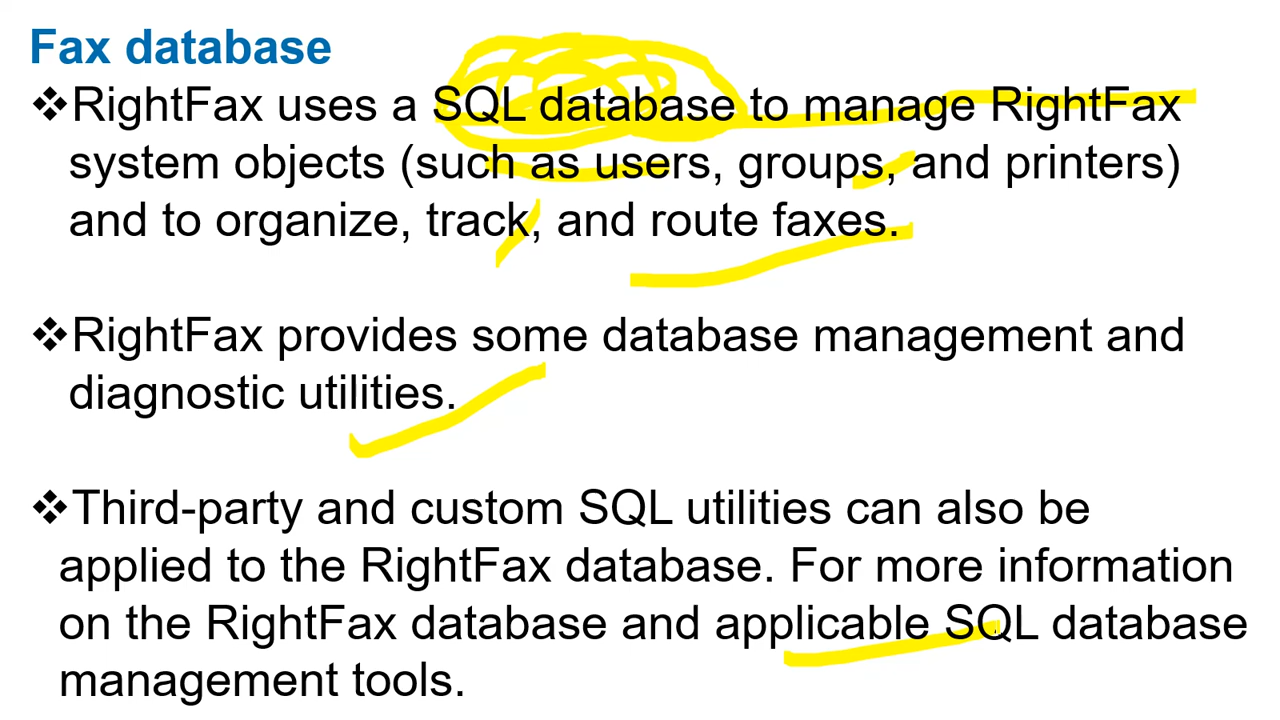 Fax database
❖RightFax uses a SQL database to manage RightFax
system objects (such as users, groups, and printers)
and to organize, track, and route faxes.
❖RightFax provides some database management and
diagnostic utilities.
❖Third-party and custom SQL utilities can also be
applied to the RightFax database. For more information
on the RightFax database and applicable SQL database
management tools.